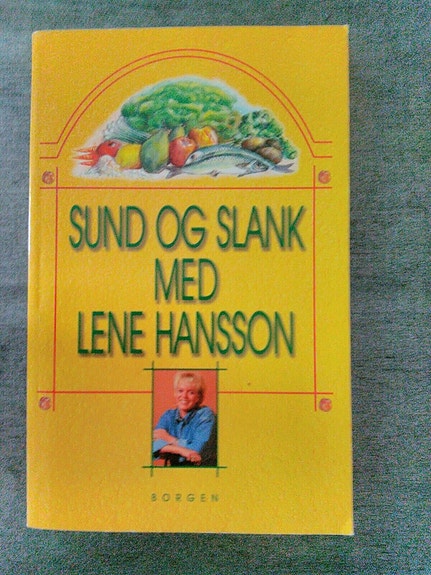 SUND OG SLANK
MED
LENE HANSSON
BORGEN